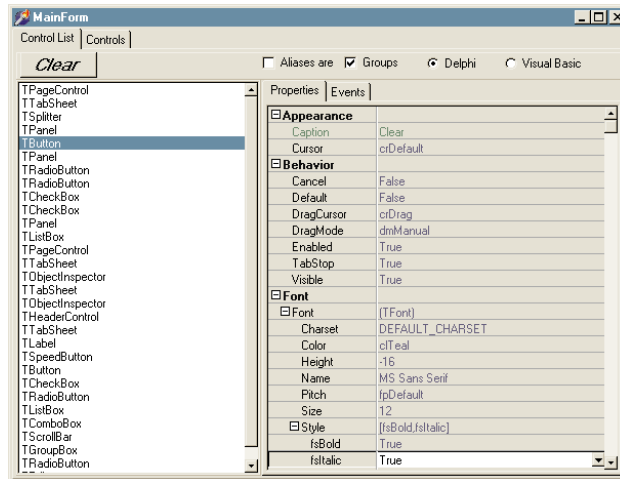 MainForm
Control List Controls
Clear
Aliases are Groups Delphi Visual Basic
TPageControl
TTabSheet
TSplitter
TPanel
TButton
TPanel
TRadioButton
TRadioButton
TCheckBox
TCheckBox
TPanel
TListBox
TPageControl
TTabSheet
TObjectInspector
TTabSheet
TObjectInspector
THeaderControl
TTabSheet
TLabel
TSpeedButton
TButton
TCheckBox
TRadioButton
TListBox
TComboBox
TScrollBar
TGroupBox
TRadioButton
Properties Events
Appearance
Caption Clear
Cursor crDefault
Behavior
Cancel False
Default False
DragCursor crDrag
DragMode dmManual
Enabled True
TabStop True
Visible True
Font
Font (TFont)
Charset DEFAULT_CHARSET
Color clTeal
Height -16
Name MS Sans Serif
Pitch fpDefault
Size 12
Style [fsBold,fsItalic]
fsBold True
fsItalic True